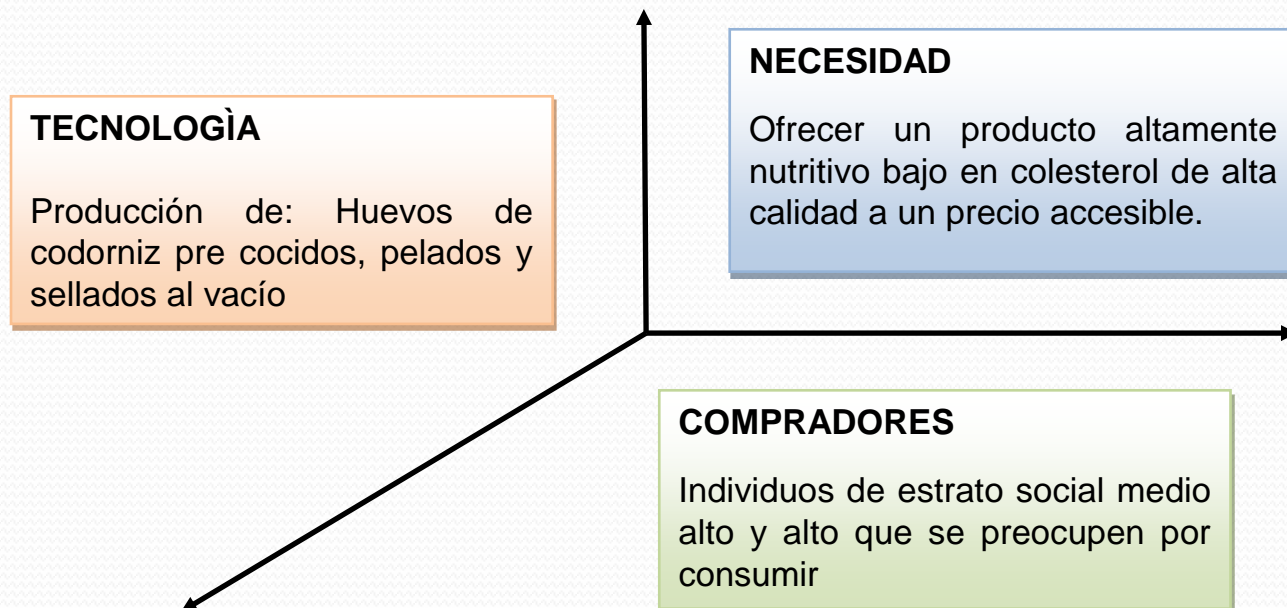 TECNOLOGÌA
Producción de: Huevos de
codorniz pre cocidos, pelados y
sellados al vacío
NECESIDAD
Ofrecer un producto altamente
nutritivo bajo en colesterol de alta
calidad a un precio accesible.
COMPRADORES
Individuos de estrato social medio
alto y alto que se preocupen por
consumir